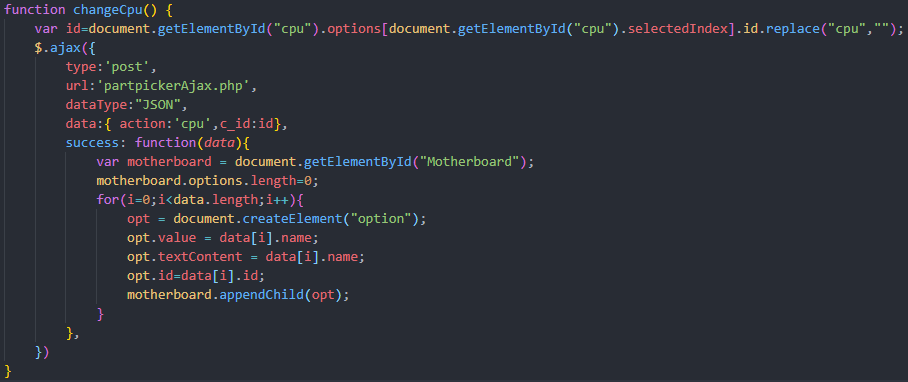 function changeCpu() {
    var id=document.getElementById("cpu").options[document.getElementById("cpu").selectedIndex].id.replace("cpu","");
    $.ajax({
        type:'post',
        url:'partpickerAjax.php',
        dataType:"JSON",
        data:{ action:'cpu',c_id:id},
        success: function(data){
            var motherboard = document.getElementById("Motherboard");
            motherboard.options.length=0;
            for(i=0;i<data.length;i++){
                opt = document.createElement("option");
                opt.value = data[i].name;
                opt.textContent = data[i].name;
                opt.id=data[i].id;
                motherboard.appendChild(opt);
            }
        },
    })
}